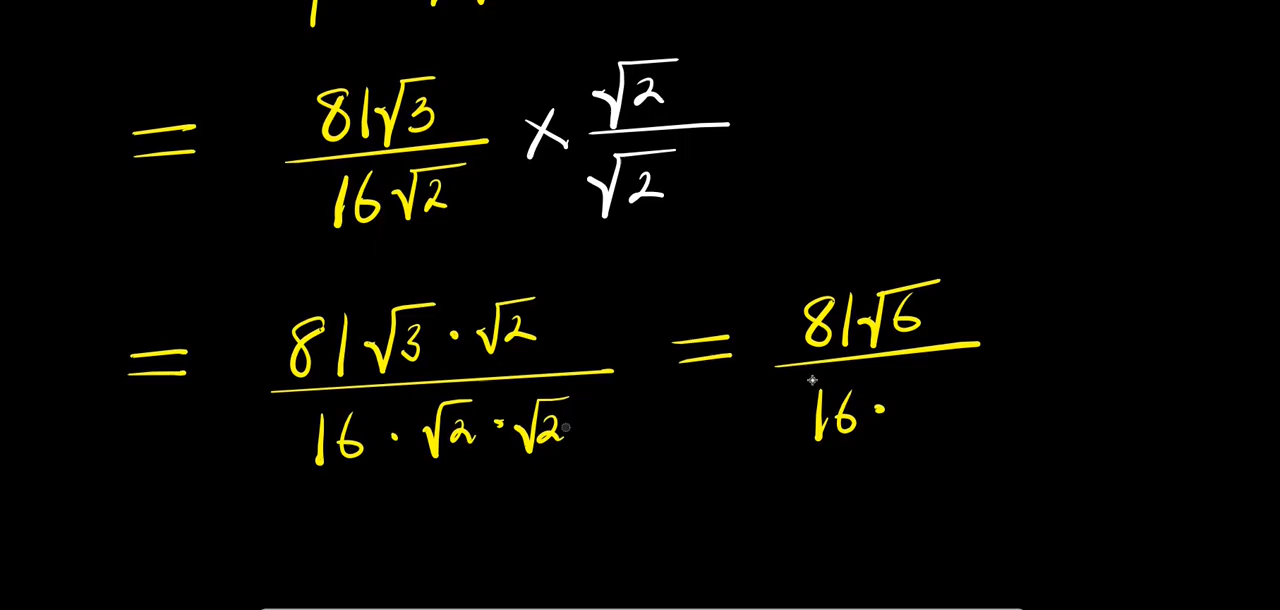 = 81√3 / 16√2 × √2 / √2
= 81√3 · √2 / 16 · √2 · √2 = 81√6 / 16 ·